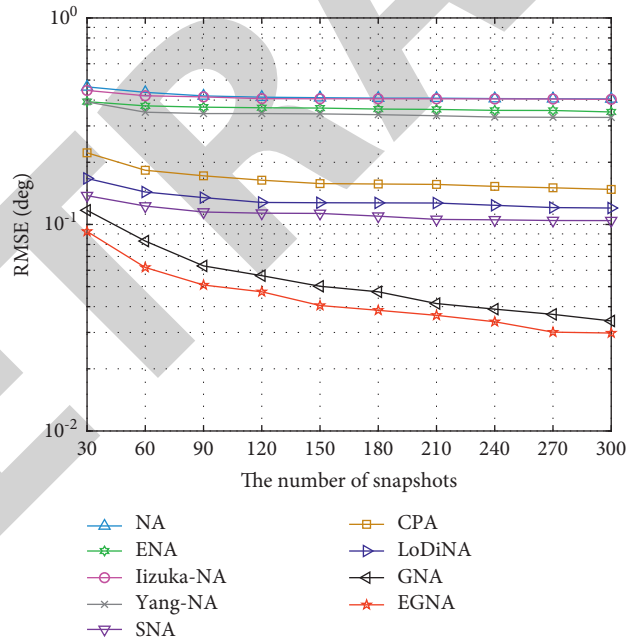 10^0
10^-1
10^-2
RMSE (deg)
30 60 90 120 150 180 210 240 270 300
The number of snapshots
NA
ENA
Iizuka-NA
Yang-NA
SNA
CPA
LoDiNA
GNA
EGNA